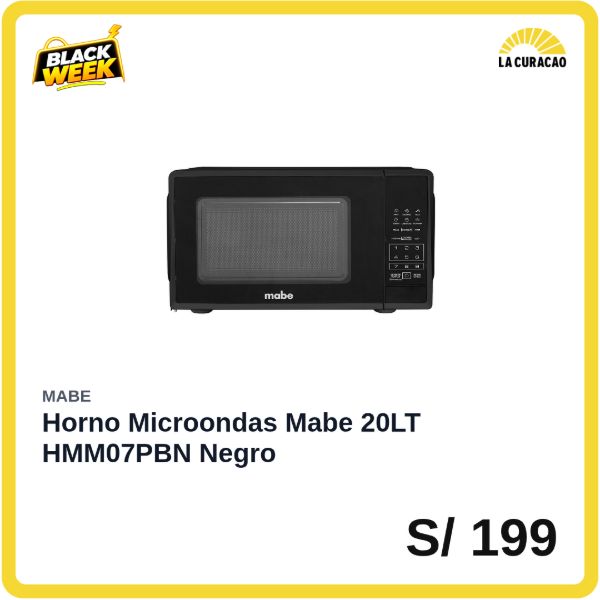 BLACK
WEEK
LA CURACAO
mabe
MABE
Horno Microondas Mabe 20LT
HMM07PBN Negro
S/ 199